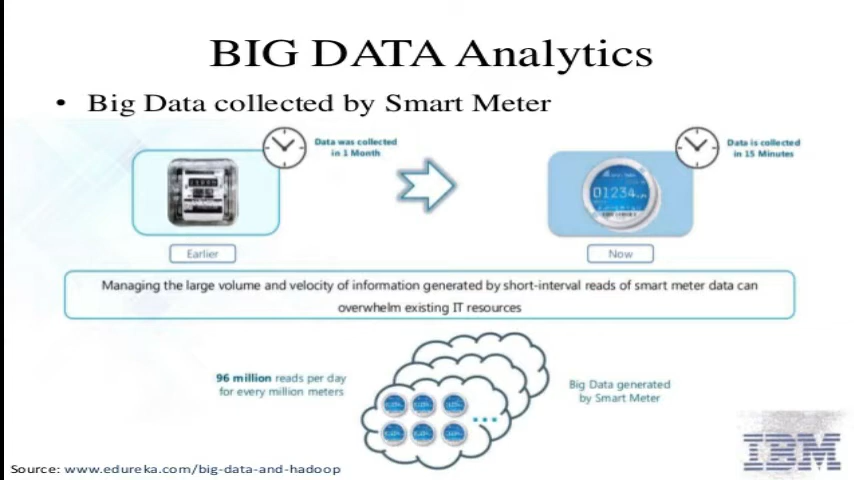 BIG DATA Analytics
• Big Data collected by Smart Meter
Data was collected
in 1 Month
Data is collected
in 15 Minutes
01234
Earlier
Now
Managing the large volume and velocity of information generated by short-interval reads of smart meter data can
overwhelm existing IT resources
96 million reads per day
for every million meters
Big Data generated
by Smart Meter
IBM
Source: www.edureka.com/big-data-and-hadoop